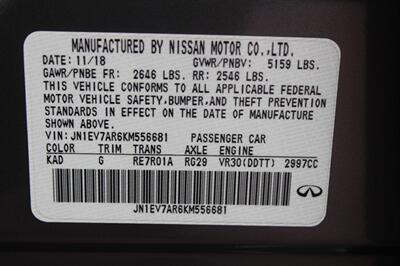 MANUFACTURED BY NISSAN MOTOR CO.,LTD.
DATE: 11/18 GVWR/PNBV: 5159 LBS.
GAWR/PNBE FR: 2646 LBS. RR: 2546 LBS.
THIS VEHICLE CONFORMS TO ALL APPLICABLE FEDERAL
MOTOR VEHICLE SAFETY,BUMPER,AND THEFT PREVENTION
STANDARDS IN EFFECT ON THE DATE OF MANUFACTURE
SHOWN ABOVE.
VIN: JN1EV7AR6KM556681 PASSENGER CAR
COLOR TRIM TRANS AXLE ENGINE
KAD G RE7R01A RG29 VR30(DDTT) 2997CC
JN1EV7AR6KM556681